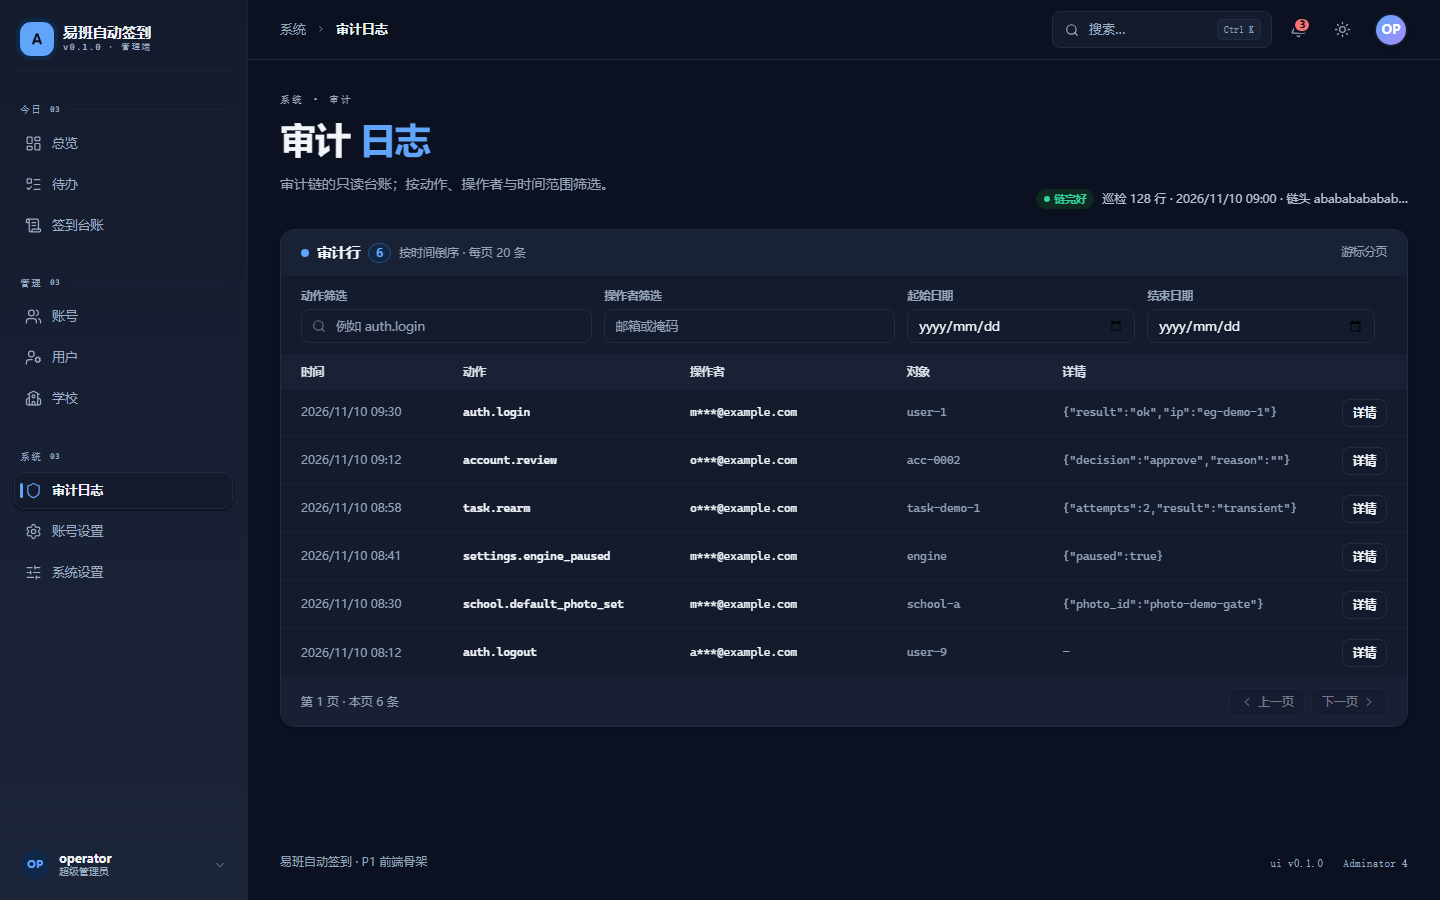 A
易班自动签到
v0.1.0 · 管理端
系统 › 审计日志
搜索... Ctrl K
3
OP
今日 03
总览
待办
签到台账
管理 03
账号
用户
学校
系统 03
审计日志
账号设置
系统设置
OP
operator
超级管理员
系统 · 审计
审计 日志
审计链的只读台账；按动作、操作者与时间范围筛选。
链完好 巡检 128 行 · 2026/11/10 09:00 · 链头 abababababab…
审计行 6 按时间倒序 · 每页 20 条 游标分页
动作筛选 操作者筛选 起始日期 结束日期
例如 auth.login 邮箱或掩码 yyyy/mm/dd yyyy/mm/dd
时间 动作 操作者 对象 详情
2026/11/10 09:30 auth.login m***@example.com user-1 {"result":"ok","ip":"eg-demo-1"} 详情
2026/11/10 09:12 account.review o***@example.com acc-0002 {"decision":"approve","reason":""} 详情
2026/11/10 08:58 task.rearm o***@example.com task-demo-1 {"attempts":2,"result":"transient"} 详情
2026/11/10 08:41 settings.engine_paused m***@example.com engine {"paused":true} 详情
2026/11/10 08:30 school.default_photo_set m***@example.com school-a {"photo_id":"photo-demo-gate"} 详情
2026/11/10 08:12 auth.logout a***@example.com user-9 — 详情
第 1 页 · 本页 6 条 ‹ 上一页 下一页 ›
易班自动签到 · P1 前端骨架 ui v0.1.0 Adminator 4